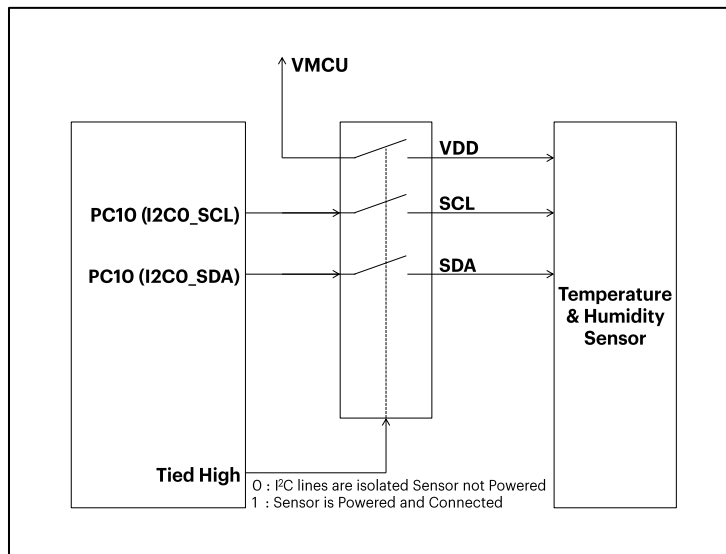 VMCU
VDD
PC10 (I2C0_SCL)
SCL
PC10 (I2C0_SDA)
SDA
Temperature
& Humidity
Sensor
Tied High
0 : I²C lines are isolated Sensor not Powered
1 : Sensor is Powered and Connected